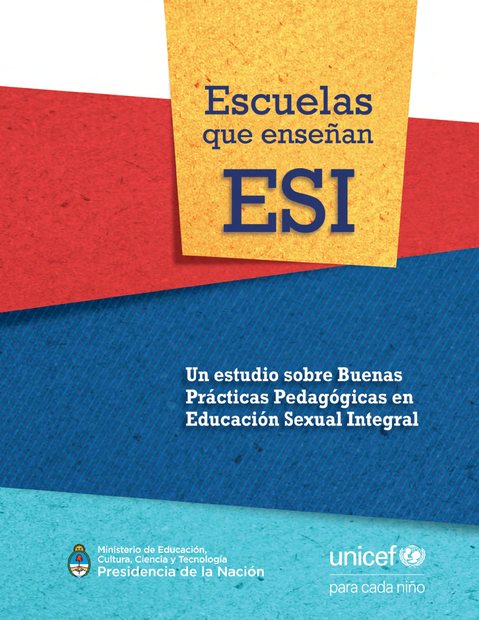 Escuelas
que enseñan
ESI
Un estudio sobre Buenas
Prácticas Pedagógicas en
Educación Sexual Integral
Ministerio de Educación,
Cultura, Ciencia y Tecnología
Presidencia de la Nación
unicef
para cada niño